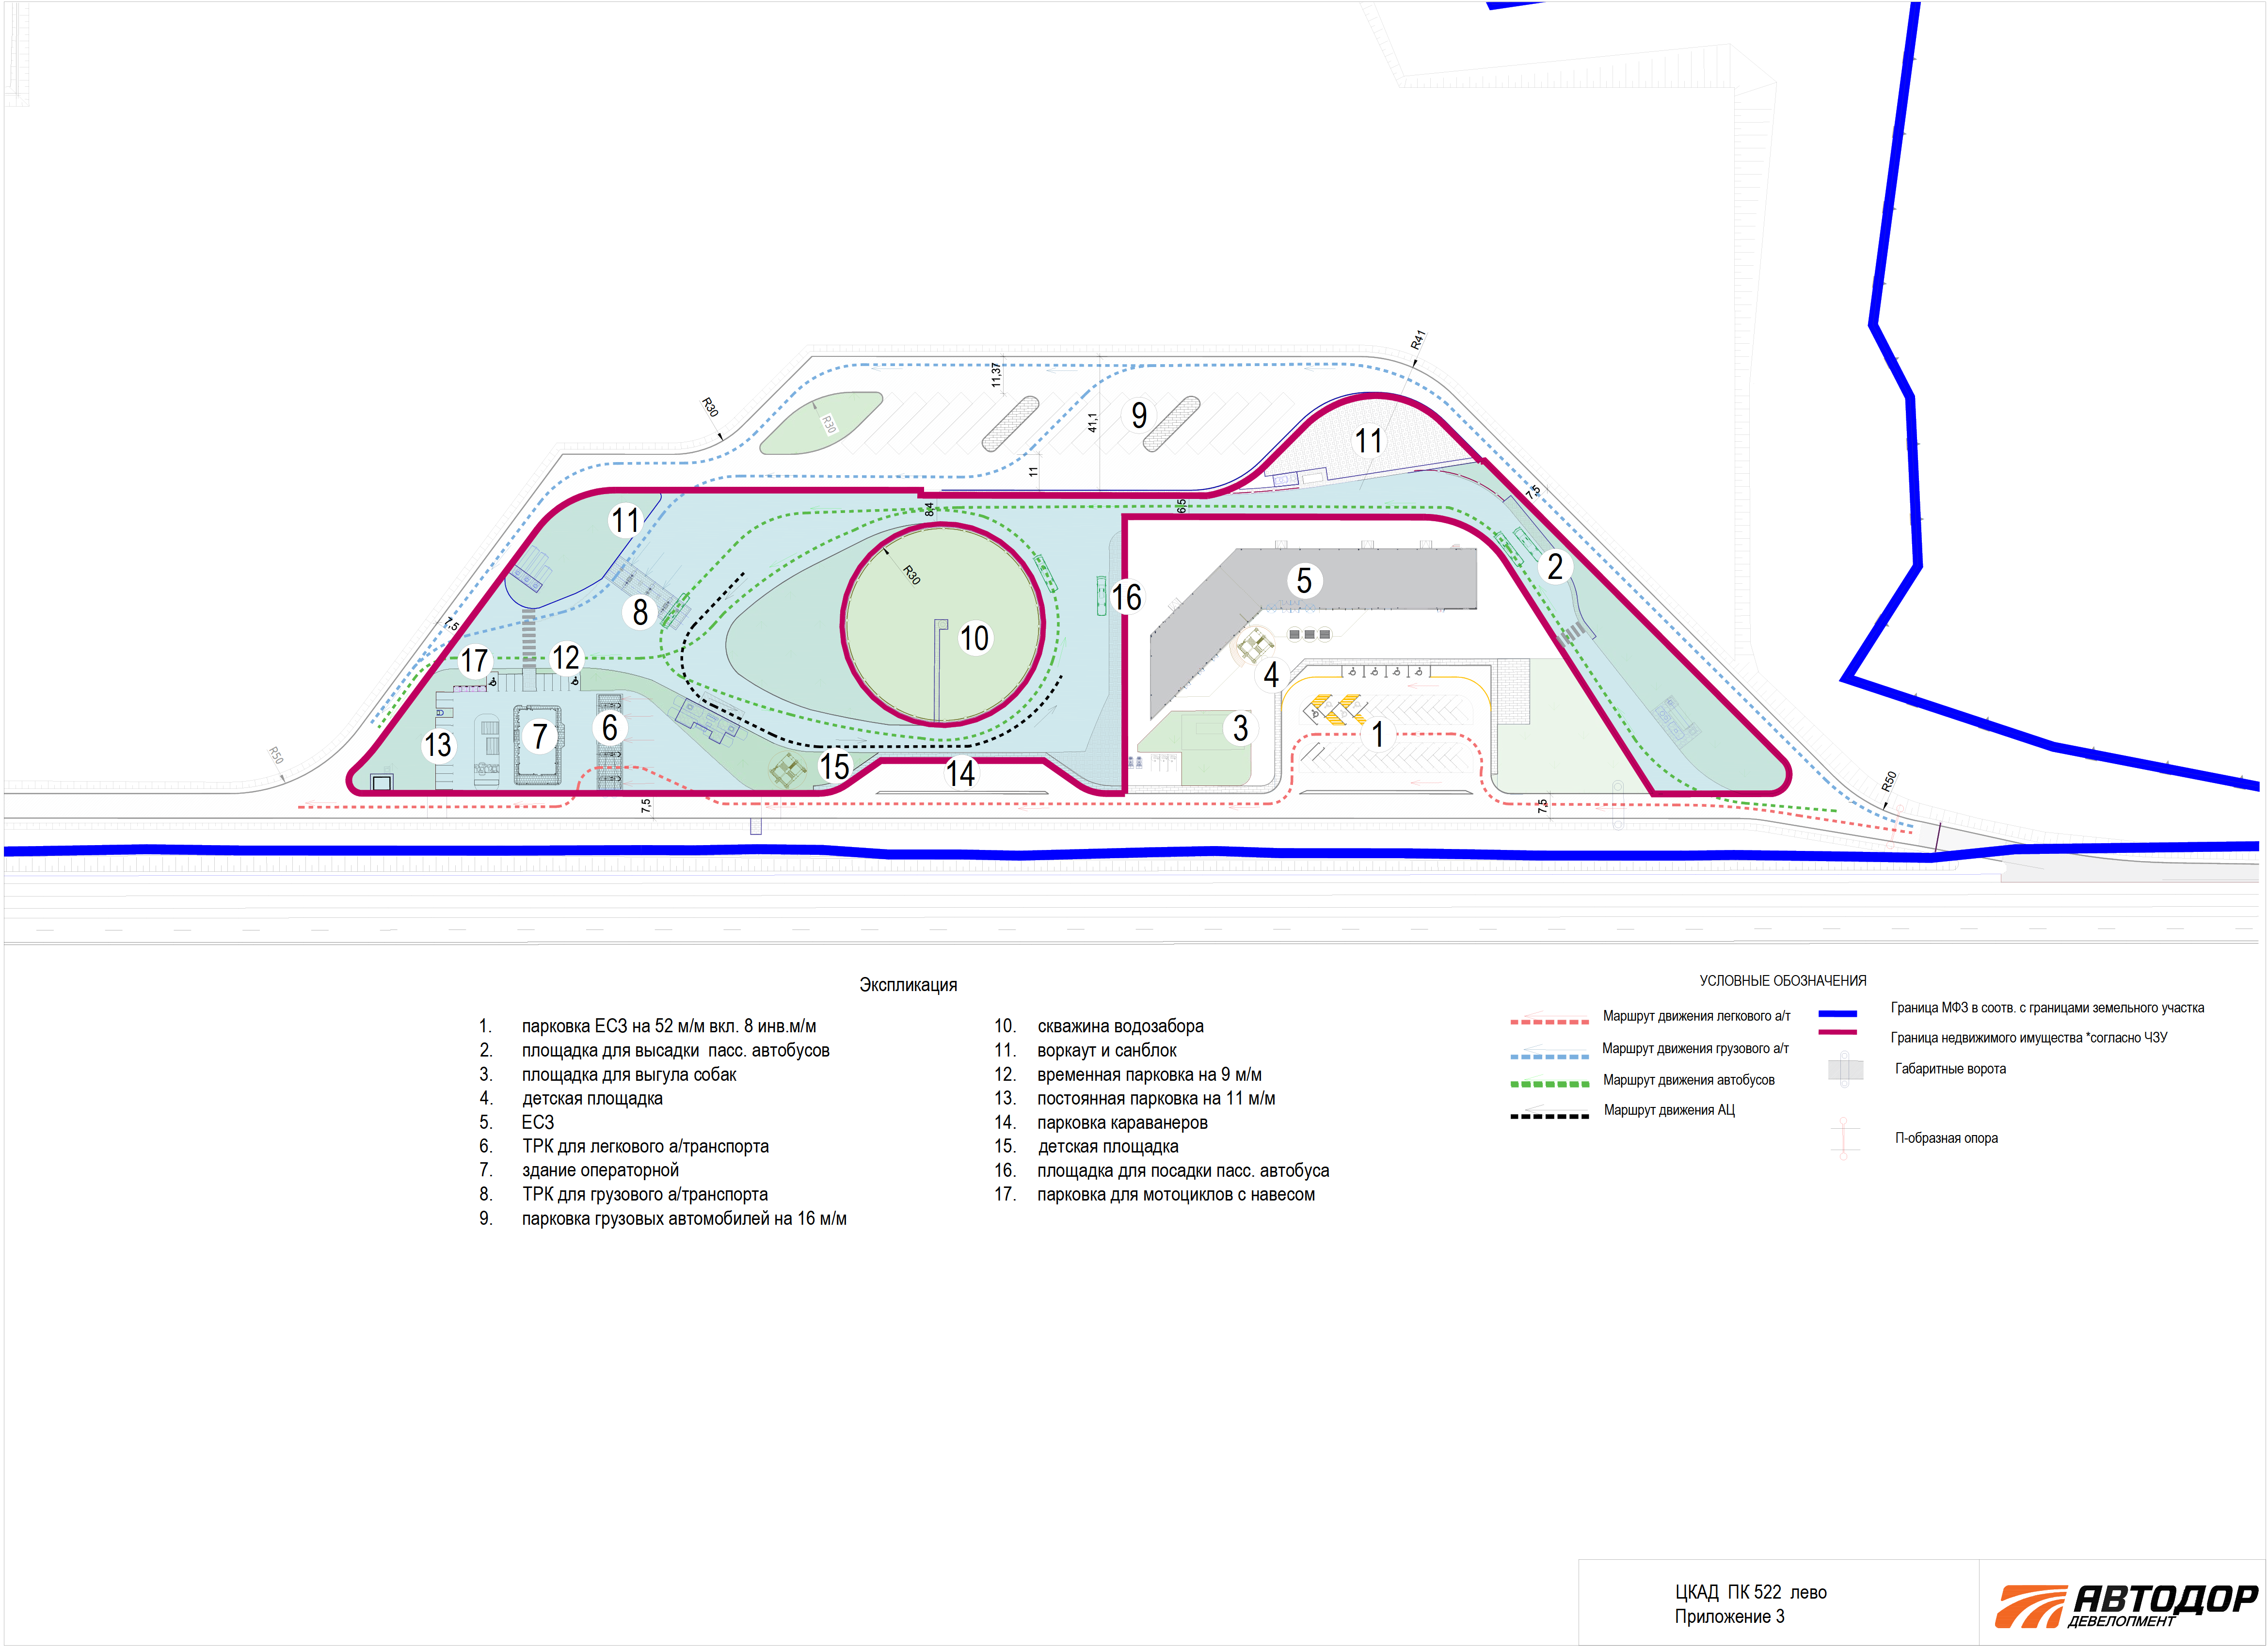 R41
11,37
R30
R30
41,1
9
11
11
7,5
11
8,4
6,5
R30
8
16
5
2
10
7,5
17
12
4
R50
13
7
6
3
1
15
14
7,5
7,5
R50
Экспликация
1. парковка ЕСЗ на 52 м/м вкл. 8 инв.м/м
2. площадка для высадки пасс. автобусов
3. площадка для выгула собак
4. детская площадка
5. ЕСЗ
6. ТРК для легкового а/транспорта
7. здание операторной
8. ТРК для грузового а/транспорта
9. парковка грузовых автомобилей на 16 м/м
10. скважина водозабора
11. воркаут и санблок
12. временная парковка на 9 м/м
13. постоянная парковка на 11 м/м
14. парковка караванеров
15. детская площадка
16. площадка для посадки пасс. автобуса
17. парковка для мотоциклов с навесом
УСЛОВНЫЕ ОБОЗНАЧЕНИЯ
Маршрут движения легкового а/т
Маршрут движения грузового а/т
Маршрут движения автобусов
Маршрут движения АЦ
Граница МФЗ в соотв. с границами земельного участка
Граница недвижимого имущества *согласно ЧЗУ
Габаритные ворота
П-образная опора
ЦКАД ПК 522 лево
Приложение 3
АВТОДОР
ДЕВЕЛОПМЕНТ